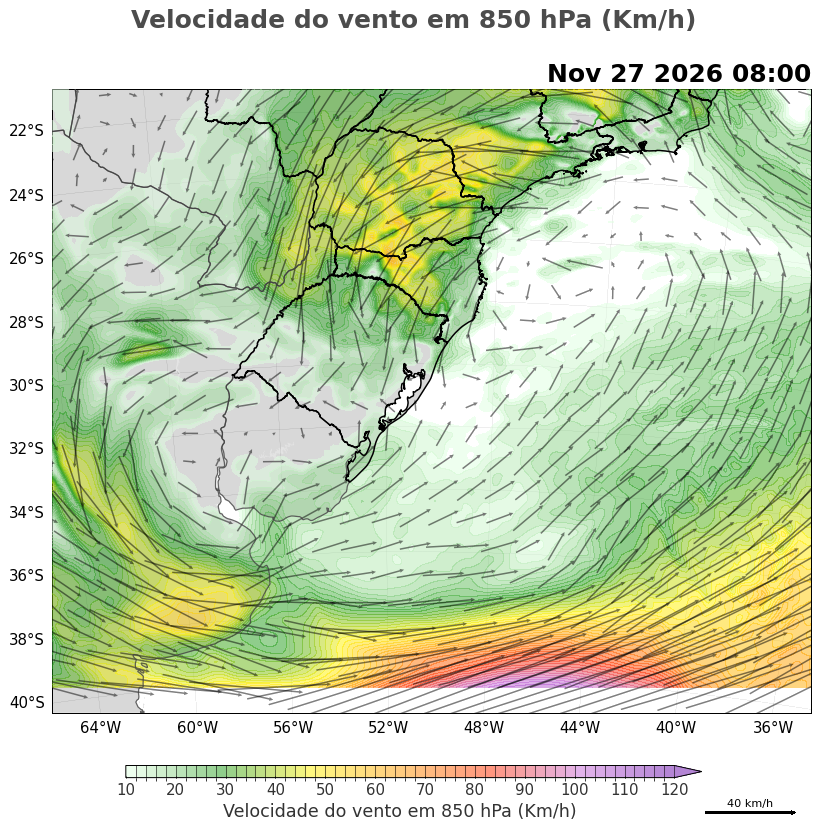 Velocidade do vento em 850 hPa (Km/h)
Nov 27 2026 08:00
22°S
24°S
26°S
28°S
30°S
32°S
34°S
36°S
38°S
40°S
64°W 60°W 56°W 52°W 48°W 44°W 40°W 36°W
10 20 30 40 50 60 70 80 90 100 110 120
Velocidade do vento em 850 hPa (Km/h)
40 km/h